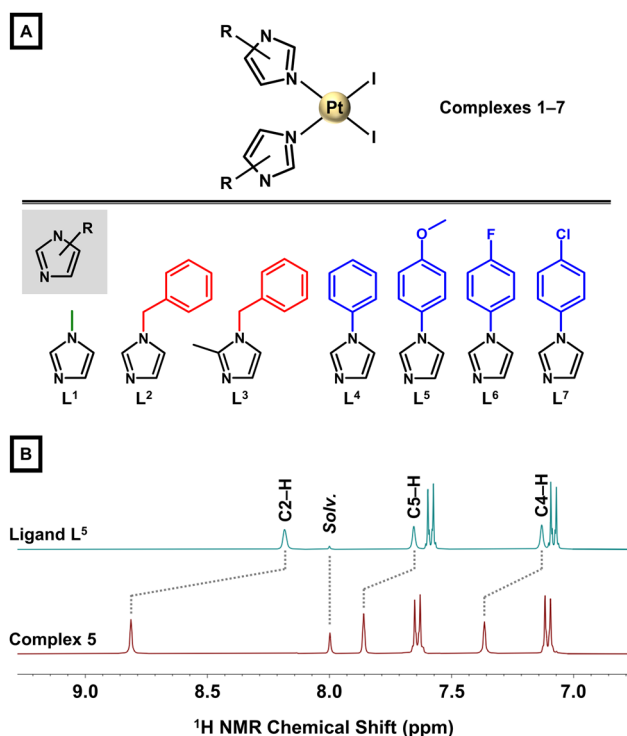 A
R
N
N
I
Pt
Complexes 1–7
N
I
R
N
N
R
N
O
F
Cl
N
N
N
N
N
N
N
N
N
N
N
N
N
N
L¹
L²
L³
L⁴
L⁵
L⁶
L⁷
B
C2–H
Solv.
C5–H
C4–H
Ligand L⁵
Complex 5
9.0 8.5 8.0 7.5 7.0
¹H NMR Chemical Shift (ppm)